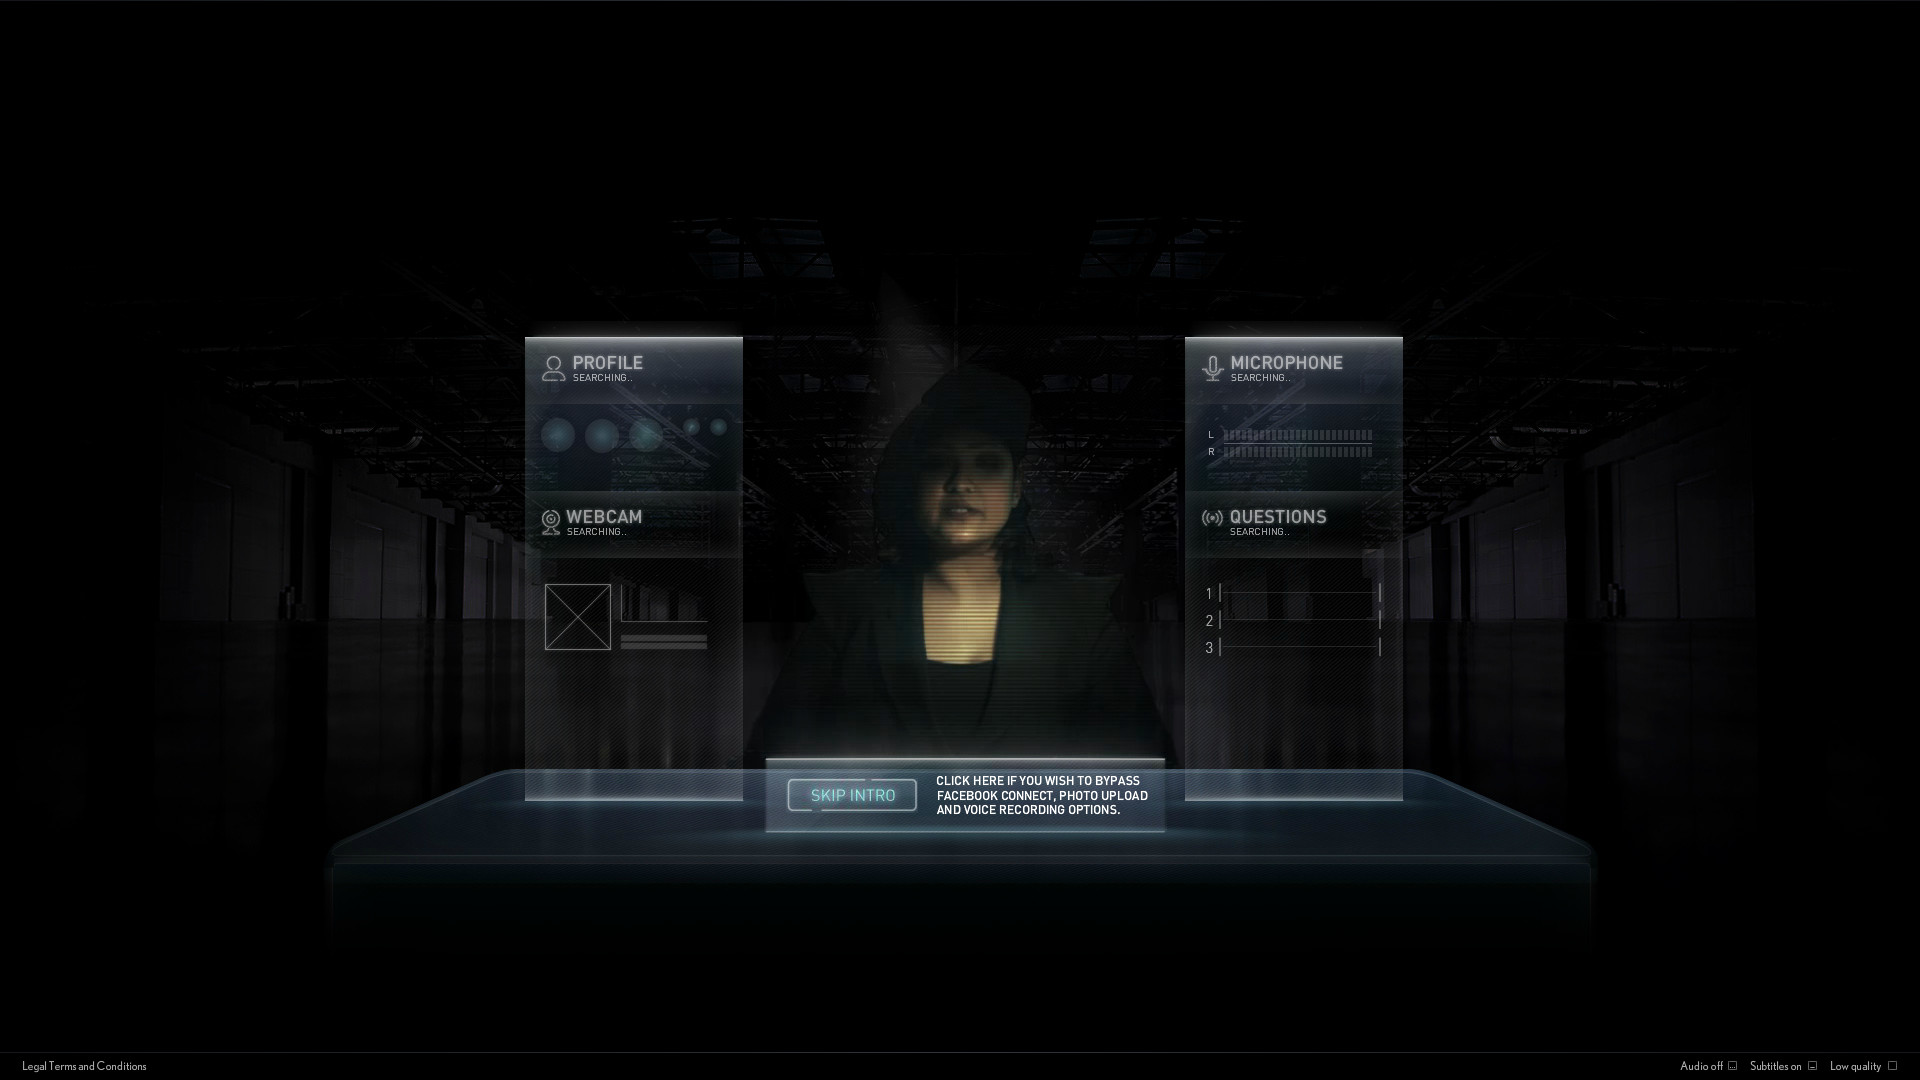 PROFILE
SEARCHING..
WEBCAM
SEARCHING..
MICROPHONE
SEARCHING..
L
R
QUESTIONS
SEARCHING..
1
2
3
SKIP INTRO
CLICK HERE IF YOU WISH TO BYPASS
FACEBOOK CONNECT, PHOTO UPLOAD
AND VOICE RECORDING OPTIONS.
Legal Terms and Conditions
Audio off
Subtitles on
Low quality